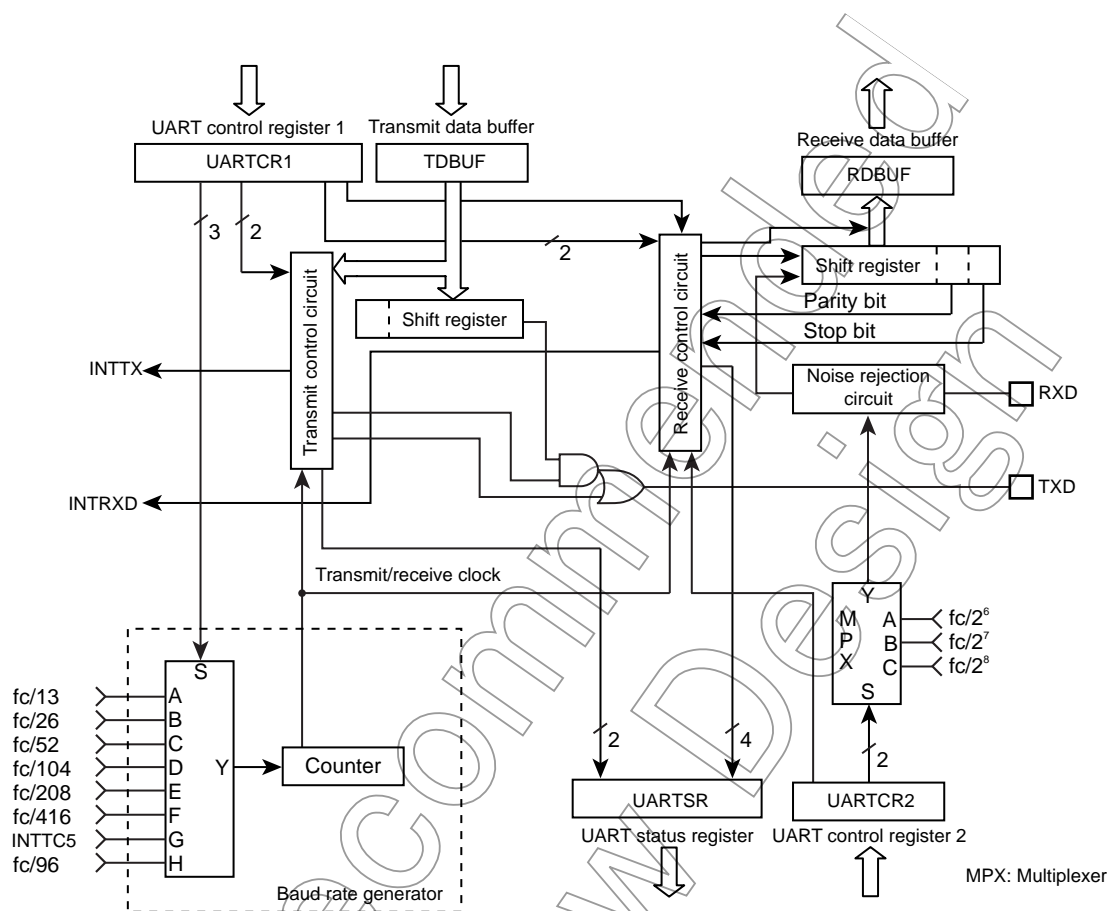 UART control register 1
Transmit data buffer
Receive data buffer
UARTCR1
TDBUF
RDBUF
3
2
2
Transmit control circuit
Shift register
Receive control circuit
Shift register
Parity bit
Stop bit
INTTX
Noise rejection
circuit
RXD
INTRXD
TXD
Transmit/receive clock
Y
M
P
X
A
B
C
S
fc/2⁶
fc/2⁷
fc/2⁸
S
fc/13
fc/26
fc/52
fc/104
fc/208
fc/416
INTTC5
fc/96
A
B
C
D
E
F
G
H
Y
Counter
2
4
2
UARTSR
UARTCR2
UART status register
UART control register 2
Baud rate generator
MPX: Multiplexer
ecommended
w Design